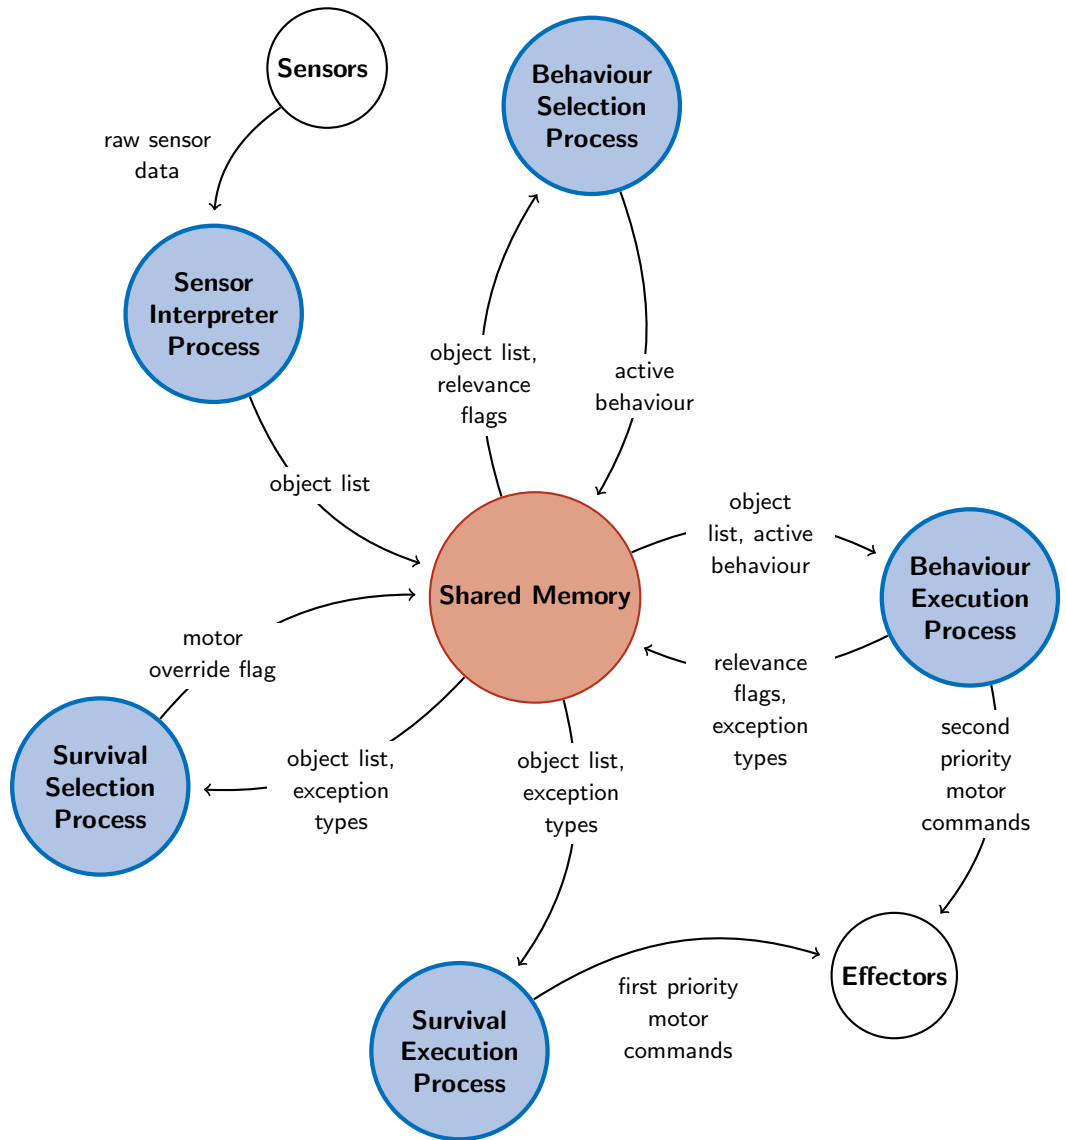 Sensors
Behaviour
Selection
Process
raw sensor
data
Sensor
Interpreter
Process
object list,
relevance
flags
active
behaviour
object list
object
list, active
behaviour
Shared Memory
Behaviour
Execution
Process
motor
override flag
relevance
flags,
exception
types
Survival
Selection
Process
object list,
exception
types
object list,
exception
types
second
priority
motor
commands
Effectors
first priority
motor
commands
Survival
Execution
Process